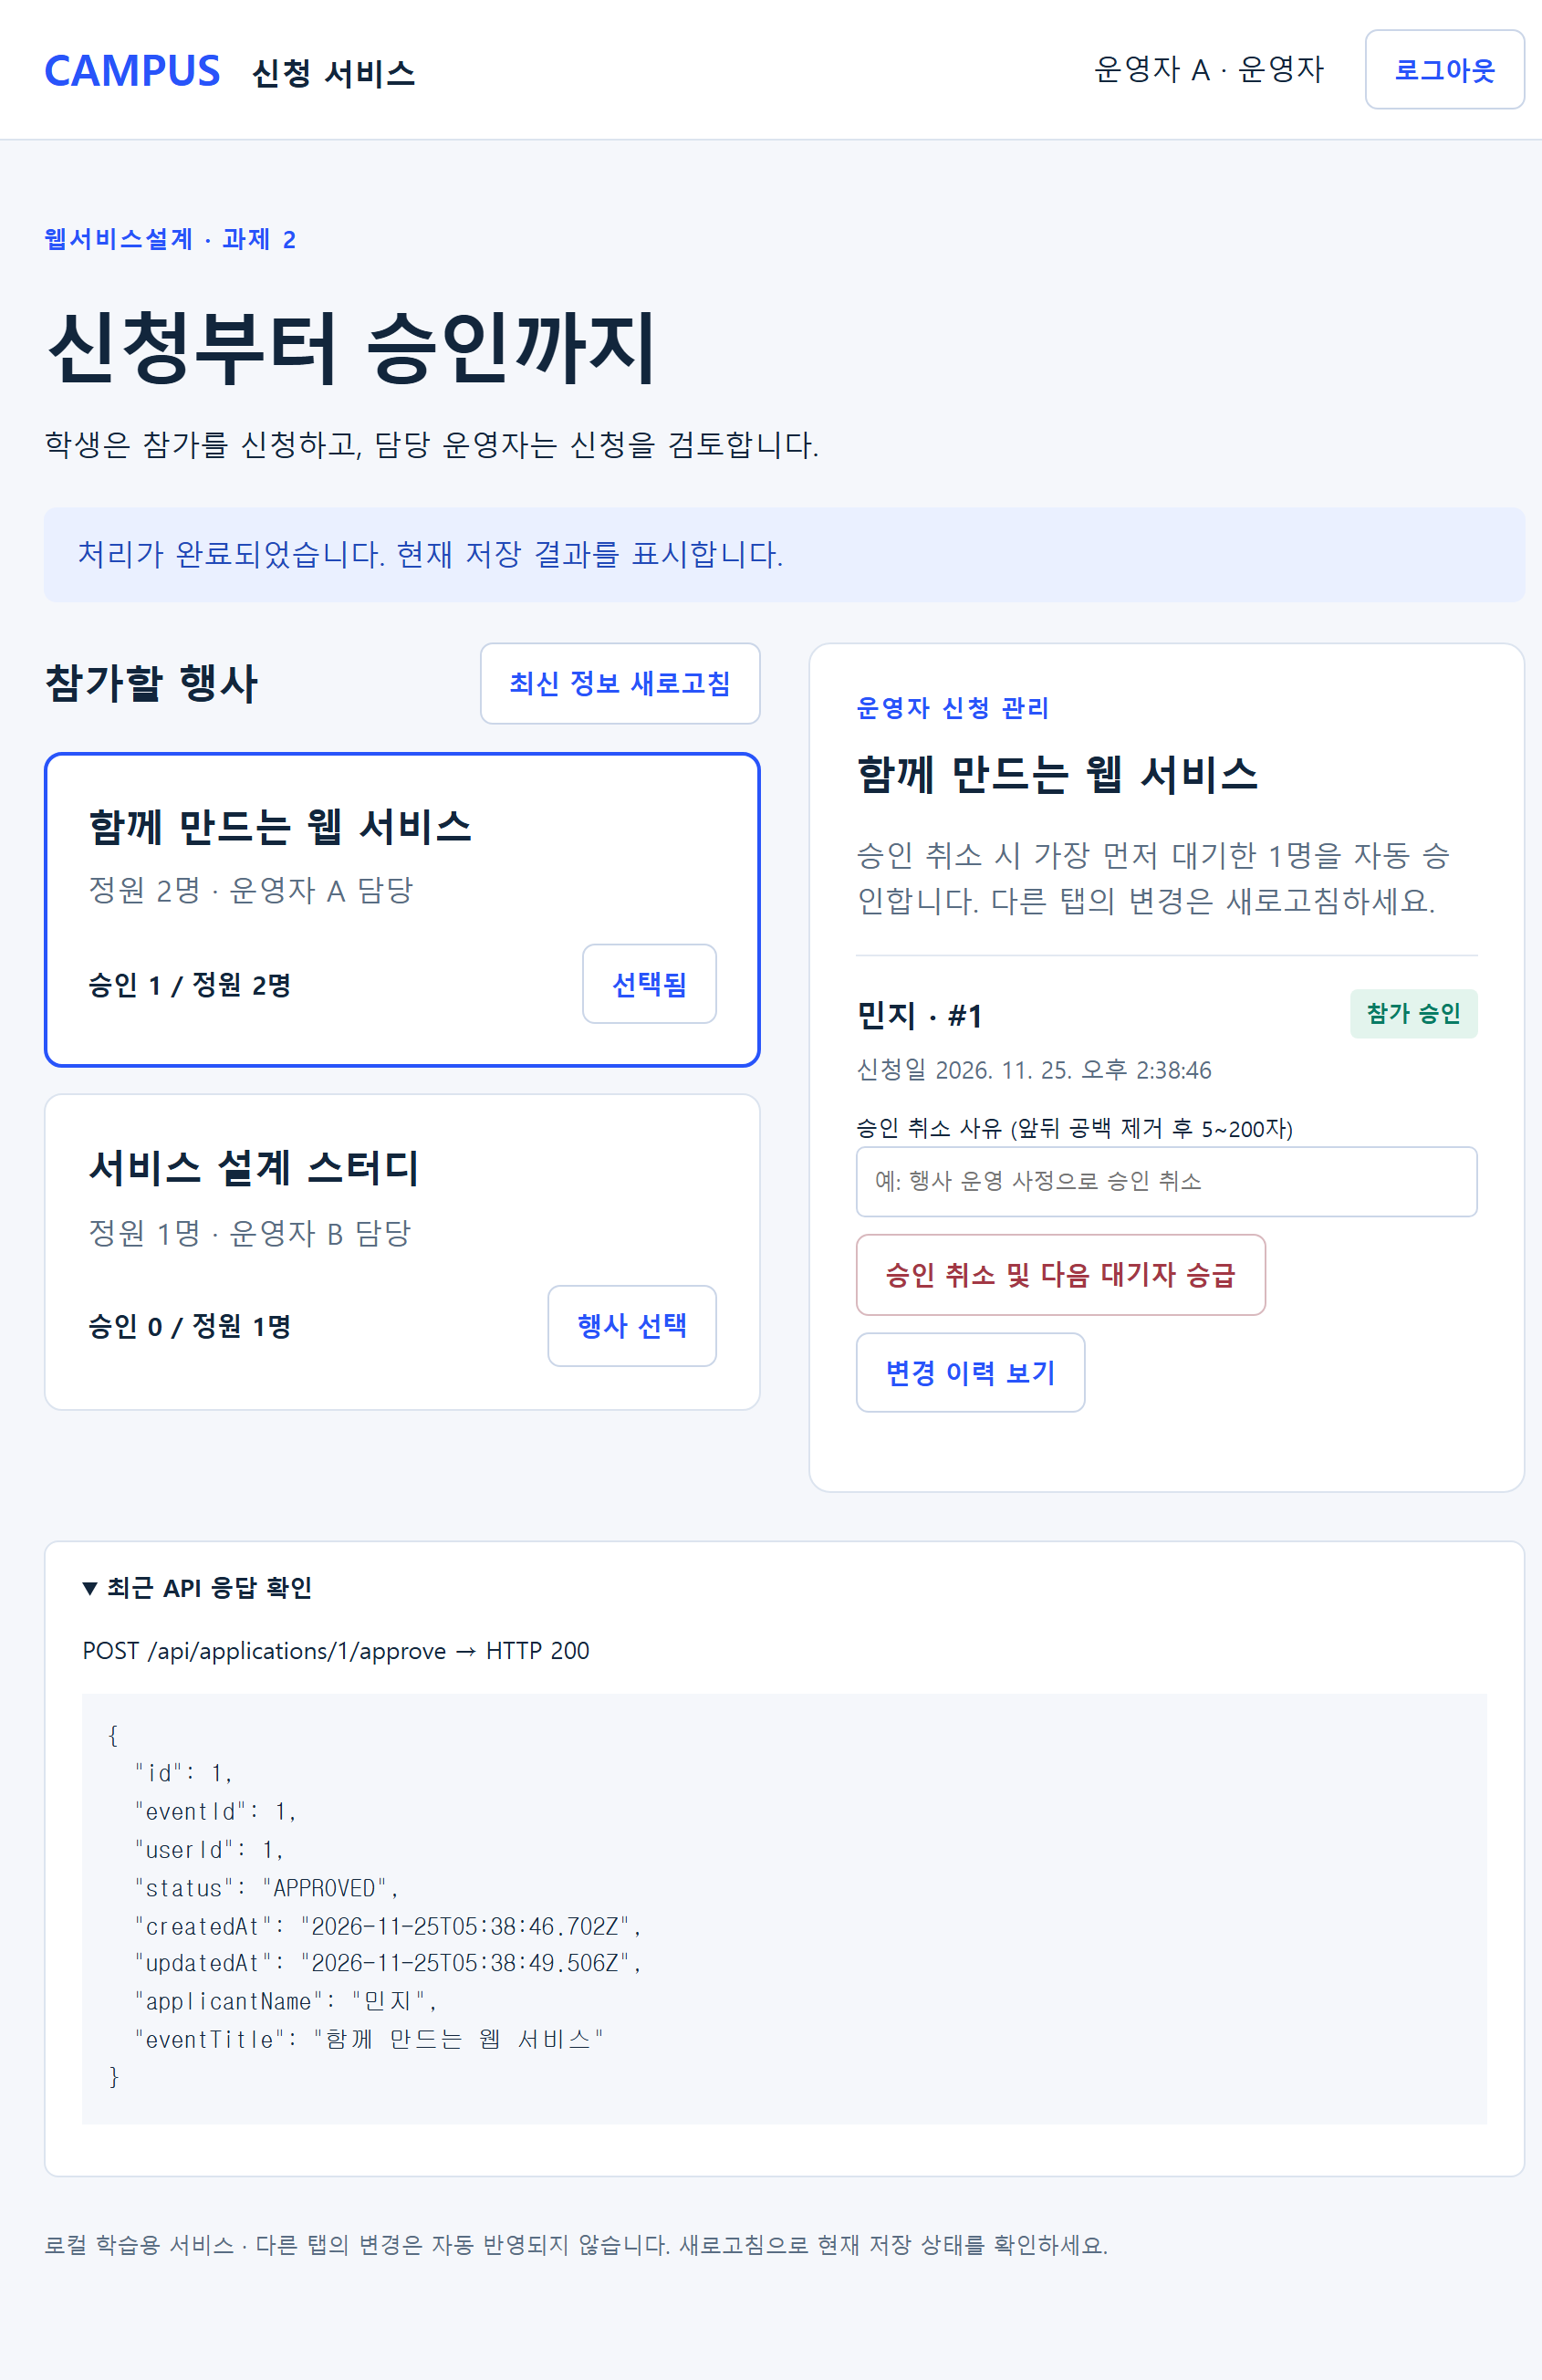 CAMPUS 신청 서비스
운영자 A · 운영자
로그아웃
웹서비스설계 · 과제 2
신청부터 승인까지
학생은 참가를 신청하고, 담당 운영자는 신청을 검토합니다.
처리가 완료되었습니다. 현재 저장 결과를 표시합니다.
참가할 행사
최신 정보 새로고침
함께 만드는 웹 서비스
정원 2명 · 운영자 A 담당
승인 1 / 정원 2명
선택됨
서비스 설계 스터디
정원 1명 · 운영자 B 담당
승인 0 / 정원 1명
행사 선택
운영자 신청 관리
함께 만드는 웹 서비스
승인 취소 시 가장 먼저 대기한 1명을 자동 승
인합니다. 다른 탭의 변경은 새로고침하세요.
민지 · #1
참가 승인
신청일 2026. 11. 25. 오후 2:38:46
승인 취소 사유 (앞뒤 공백 제거 후 5~200자)
예: 행사 운영 사정으로 승인 취소
승인 취소 및 다음 대기자 승급
변경 이력 보기
▼ 최근 API 응답 확인
POST /api/applications/1/approve → HTTP 200
{
"id": 1,
"eventId": 1,
"userId": 1,
"status": "APPROVED",
"createdAt": "2026-11-25T05:38:46.702Z",
"updatedAt": "2026-11-25T05:38:49.506Z",
"applicantName": "민지",
"eventTitle": "함께 만드는 웹 서비스"
}
로컬 학습용 서비스 · 다른 탭의 변경은 자동 반영되지 않습니다. 새로고침으로 현재 저장 상태를 확인하세요.